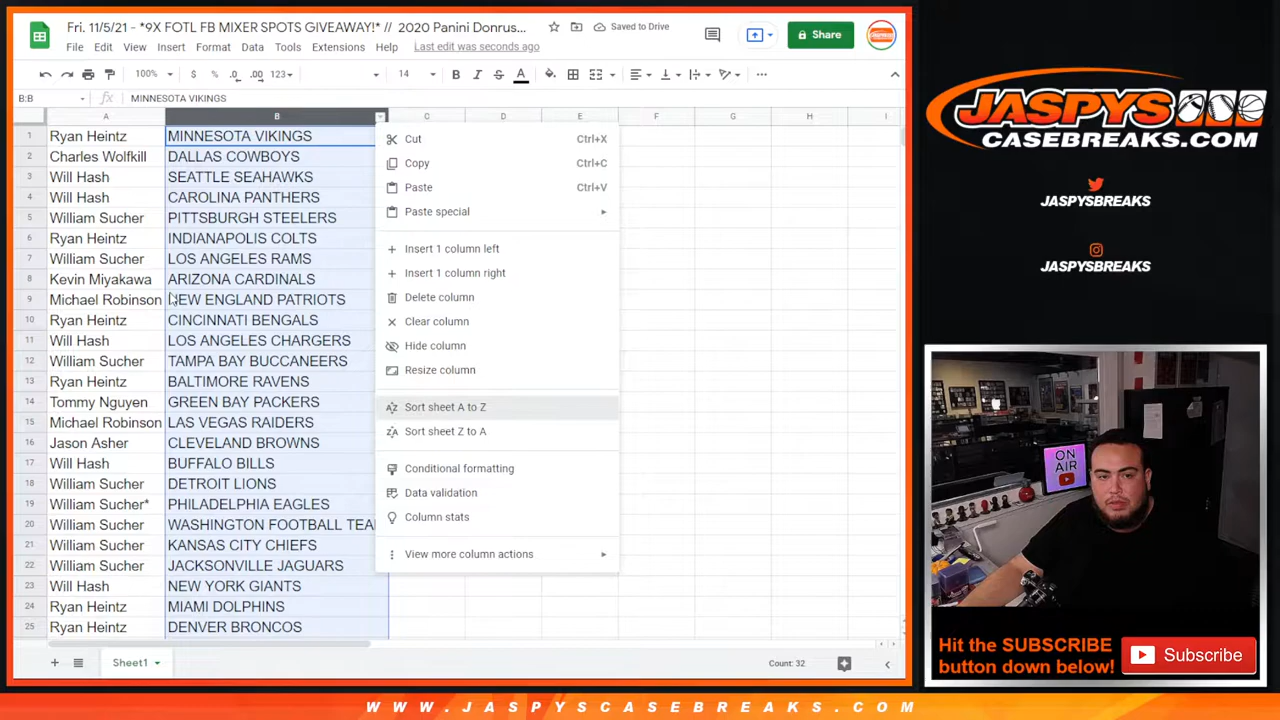 Fri. 11/5/21 - *9X FOTL FB MIXER SPOTS GIVEAWAY!* // 2020 Panini Donrus...
Saved to Drive
Share
File Edit View Insert Format Data Tools Extensions Help Last edit was seconds ago
100% $ % .0 .00 123 14 B I S A
B:B fx MINNESOTA VIKINGS
A B C D E F G H I
1 Ryan Heintz MINNESOTA VIKINGS
2 Charles Wolfkill DALLAS COWBOYS
3 Will Hash SEATTLE SEAHAWKS
4 Will Hash CAROLINA PANTHERS
5 William Sucher PITTSBURGH STEELERS
6 Ryan Heintz INDIANAPOLIS COLTS
7 William Sucher LOS ANGELES RAMS
8 Kevin Miyakawa ARIZONA CARDINALS
9 Michael Robinson NEW ENGLAND PATRIOTS
10 Ryan Heintz CINCINNATI BENGALS
11 Will Hash LOS ANGELES CHARGERS
12 William Sucher TAMPA BAY BUCCANEERS
13 Ryan Heintz BALTIMORE RAVENS
14 Tommy Nguyen GREEN BAY PACKERS
15 Michael Robinson LAS VEGAS RAIDERS
16 Jason Asher CLEVELAND BROWNS
17 Will Hash BUFFALO BILLS
18 William Sucher DETROIT LIONS
19 William Sucher* PHILADELPHIA EAGLES
20 William Sucher WASHINGTON FOOTBALL TEA
21 William Sucher KANSAS CITY CHIEFS
22 William Sucher JACKSONVILLE JAGUARS
23 Will Hash NEW YORK GIANTS
24 Ryan Heintz MIAMI DOLPHINS
25 Ryan Heintz DENVER BRONCOS
Cut Ctrl+X
Copy Ctrl+C
Paste Ctrl+V
Paste special
Insert 1 column left
Insert 1 column right
Delete column
Clear column
Hide column
Resize column
Sort sheet A to Z
Sort sheet Z to A
Conditional formatting
Data validation
Column stats
View more column actions
Sheet1
Count: 32
JASPYS
CASEBREAKS.COM
JASPYSBREAKS
JASPYSBREAKS
ON
AIR
Hit the SUBSCRIBE
button down below!
Subscribe
WWW.JASPYSCASEBREAKS.COM